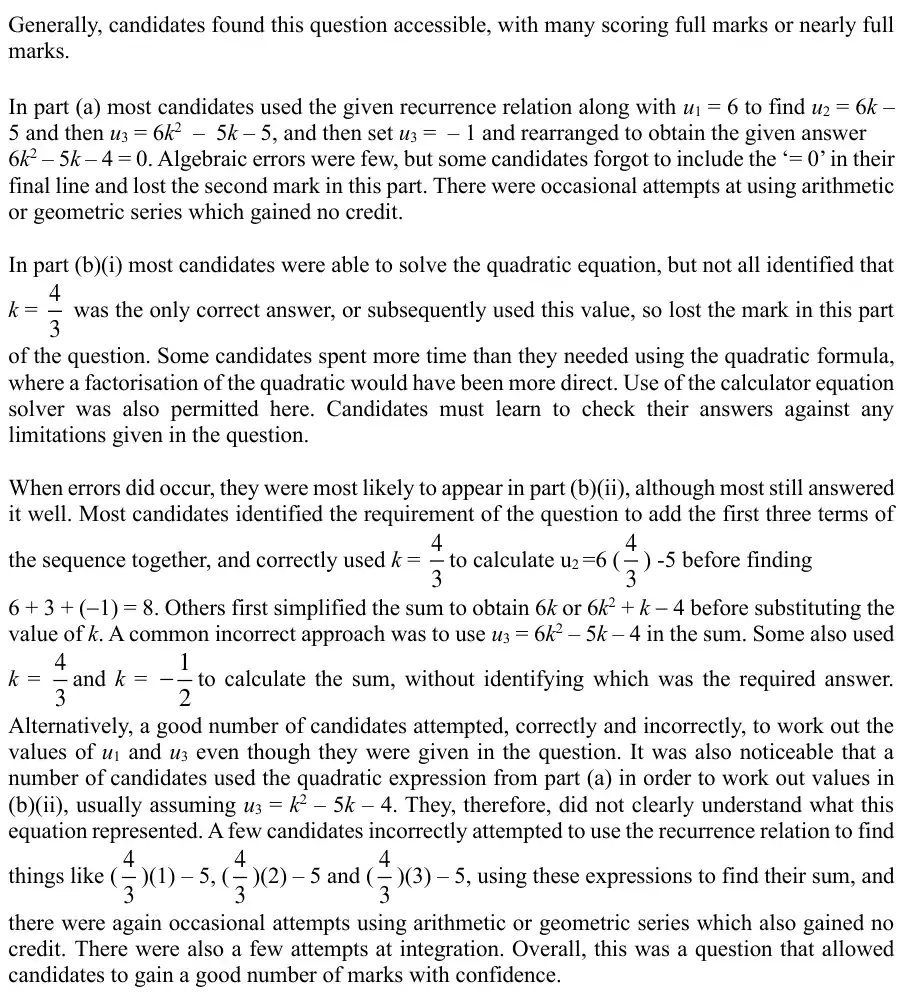 Generally, candidates found this question accessible, with many scoring full marks or nearly full
marks.
In part (a) most candidates used the given recurrence relation along with u₁ = 6 to find u₂ = 6k –
5 and then u₃ = 6k² – 5k – 5, and then set u₃ = – 1 and rearranged to obtain the given answer
6k² – 5k – 4 = 0. Algebraic errors were few, but some candidates forgot to include the ‘= 0’ in their
final line and lost the second mark in this part. There were occasional attempts at using arithmetic
or geometric series which gained no credit.
In part (b)(i) most candidates were able to solve the quadratic equation, but not all identified that
k = 4/3 was the only correct answer, or subsequently used this value, so lost the mark in this part
of the question. Some candidates spent more time than they needed using the quadratic formula,
where a factorisation of the quadratic would have been more direct. Use of the calculator equation
solver was also permitted here. Candidates must learn to check their answers against any
limitations given in the question.
When errors did occur, they were most likely to appear in part (b)(ii), although most still answered
it well. Most candidates identified the requirement of the question to add the first three terms of
the sequence together, and correctly used k = 4/3 to calculate u₂ =6 (4/3) -5 before finding
6 + 3 + (–1) = 8. Others first simplified the sum to obtain 6k or 6k² + k – 4 before substituting the
value of k. A common incorrect approach was to use u₃ = 6k² – 5k – 4 in the sum. Some also used
k = 4/3 and k = –1/2 to calculate the sum, without identifying which was the required answer.
Alternatively, a good number of candidates attempted, correctly and incorrectly, to work out the
values of u₁ and u₃ even though they were given in the question. It was also noticeable that a
number of candidates used the quadratic expression from part (a) in order to work out values in
(b)(ii), usually assuming u₃ = k² – 5k – 4. They, therefore, did not clearly understand what this
equation represented. A few candidates incorrectly attempted to use the recurrence relation to find
things like (4/3)(1) – 5, (4/3)(2) – 5 and (4/3)(3) – 5, using these expressions to find their sum, and
there were again occasional attempts using arithmetic or geometric series which also gained no
credit. There were also a few attempts at integration. Overall, this was a question that allowed
candidates to gain a good number of marks with confidence.